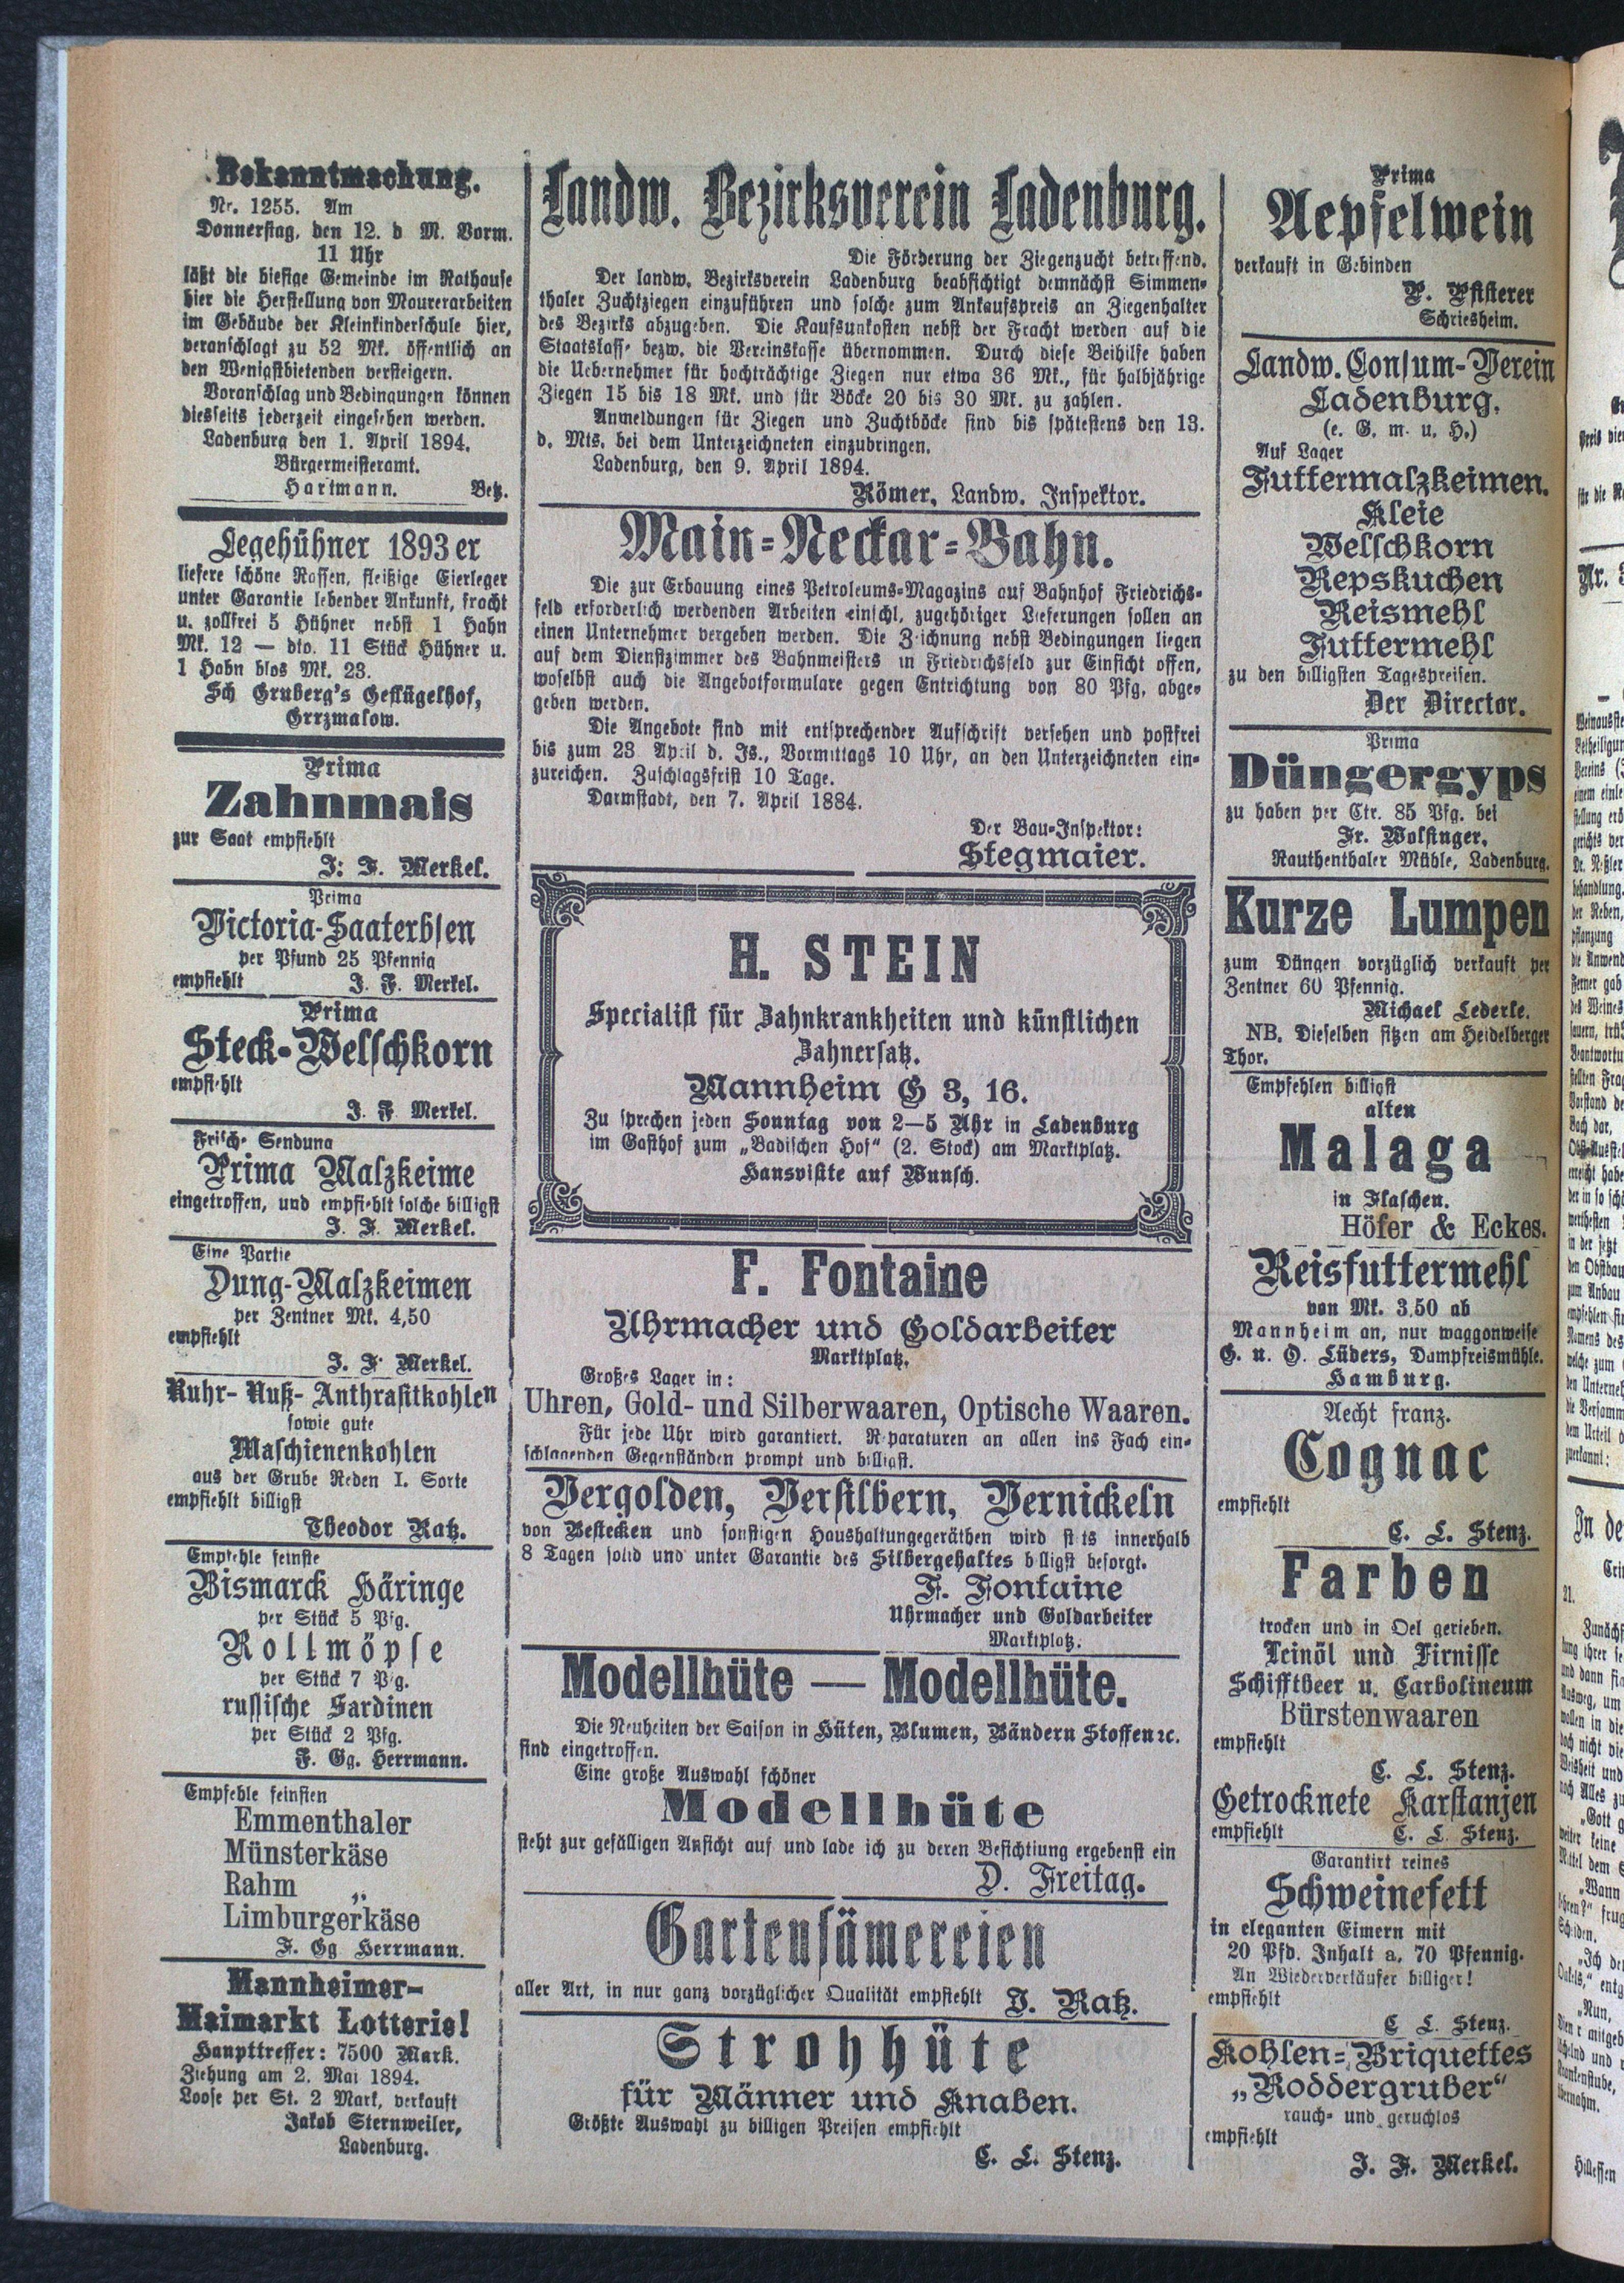 Bekanntmachung.
Nr. 1255. Am
Donnerstag, den 12. d M. Vorm.
11 Uhr
läßt die hiesige Gemeinde im Rathause
hier die Herstellung von Maurerarbeiten
im Gebäude der Kleinkinderschule hier,
veranschlagt zu 52 Mk. öffentlich an
den Wenigstbietenden versteigern.
Voranschlag und Bedingungen können
diesseits jederzeit eingesehen werden.
Ladenburg den 1. April 1894.
Bürgermeisteramt.
Hartmann. Betz.
Legehühner 1893er
liefere schöne Rassen, fleißige Eierleger
unter Garantie lebender Ankunft, fracht
u. zollfrei 5 Hühner nebst 1 Hahn
Mk. 12 — dto. 11 Stück Hühner u.
1 Hahn blos Mk. 23.
Sch Gruberg's Geflügelhof,
Grrzmalow.
Prima
Zahnmais
zur Saat empfiehlt
J: F. Merkel.
Prima
Victoria-Saaterbsen
per Pfund 25 Pfennig
empfiehlt J. F. Merkel.
Prima
Steck-Welschkorn
empfiehlt
J. F Merkel.
Frische Sendung
Prima Malzkeime
eingetroffen, und empfiehlt solche billigst
J. F. Merkel.
Eine Partie
Dung-Malzkeimen
per Zentner Mk. 4,50
empfiehlt
J. F. Merkel.
Ruhr- Nuß- Anthrasitkohlen
sowie gute
Maschienenkohlen
aus der Grube Reden I. Sorte
empfiehlt billigst
Theodor Ratz.
Empfehle feinste
Bismarck Häringe
per Stück 5 Pfg.
Rollmöpse
per Stück 7 Pfg.
russische Sardinen
per Stück 2 Pfg.
F. Gg. Herrmann.
Empfehle feinsten
Emmenthaler
Münsterkäse
Rahm „
Limburgerkäse
F. Gg Herrmann.
Mannheimer-
Maimarkt Lotterie!
Haupttreffer: 7500 Mark.
Ziehung am 2. Mai 1894.
Loose per St. 2 Mark, verkauft
Jakob Sternweiler,
Ladenburg.
Landw. Bezirksverein Ladenburg.
Die Förderung der Ziegenzucht betreffend.
Der landw. Bezirksverein Ladenburg beabsichtigt demnächst Simmen-
thaler Zuchtziegen einzuführen und solche zum Ankaufspreis an Ziegenhalter
des Bezirks abzugeben. Die Kaufsunkosten nebst der Fracht werden auf die
Staatskasse bezw. die Vereinskasse übernommen. Durch diese Beihilfe haben
die Uebernehmer für hochträchtige Ziegen nur etwa 36 Mk., für halbjährige
Ziegen 15 bis 18 Mk. und für Böcke 20 bis 30 Mk. zu zahlen.
Anmeldungen für Ziegen und Zuchtböcke sind bis spätestens den 13.
d. Mts. bei dem Unterzeichneten einzubringen.
Ladenburg, den 9. April 1894.
Römer, Landw. Inspektor.
Main-Neckar-Bahn.
Die zur Erbauung eines Petroleums-Magazins auf Bahnhof Friedrichs-
feld erforderlich werdenden Arbeiten einschl. zugehöriger Lieferungen sollen an
einen Unternehmer vergeben werden. Die Zeichnung nebst Bedingungen liegen
auf dem Dienstzimmer des Bahnmeisters in Friedrichsfeld zur Einsicht offen,
woselbst auch die Angebotformulare gegen Entrichtung von 80 Pfg. abge-
geben werden.
Die Angebote sind mit entsprechender Aufschrift versehen und postfrei
bis zum 23 April d. Js., Vormittags 10 Uhr, an den Unterzeichneten ein-
zureichen. Zuschlagsfrist 10 Tage.
Darmstadt, den 7. April 1884.
Der Bau-Inspektor:
Stegmaier.
H. STEIN
Specialist für Zahnkrankheiten und künstlichen
Zahnersatz.
Mannheim G 3, 16.
Zu sprechen jeden Sonntag von 2—5 Uhr in Ladenburg
im Gasthof zum „Badischen Hof“ (2. Stock) am Marktplatz.
Hausvisite auf Wunsch.
F. Fontaine
Uhrmacher und Goldarbeiter
Marktplatz.
Großes Lager in:
Uhren, Gold- und Silberwaaren, Optische Waaren.
Für jede Uhr wird garantiert. Reparaturen an allen ins Fach ein-
schlagenden Gegenständen prompt und billigst.
Vergolden, Versilbern, Vernickeln
von Bestecken und sonstigen Haushaltungegeräthen wird stets innerhalb
8 Tagen solid und unter Garantie des Silbergehaltes billigst besorgt.
F. Fontaine
Uhrmacher und Goldarbeiter
Marktplatz.
Modellhüte — Modellhüte.
Die Neuheiten der Saison in Hüten, Blumen, Bändern Stoffen ꝛc.
sind eingetroffen.
Eine große Auswahl schöner
Modellhüte
steht zur gefälligen Ansicht auf und lade ich zu deren Besichtiung ergebenst ein
D. Freitag.
Gartensämereien
aller Art, in nur ganz vorzüglicher Qualität empfiehlt J. Ratz.
Strohhüte
für Männer und Knaben.
Größte Auswahl zu billigen Preisen empfiehlt
C. L. Stenz.
Prima
Aepfelwein
verkauft in Gebinden
P. Pfisterer
Schriesheim.
Landw. Consum-Verein
Ladenburg.
(e. G. m. u. H.)
Auf Lager
Futtermalzkeimen.
Kleie
Welschkorn
Repskuchen
Reismehl
Futtermehl
zu den billigsten Tagespreisen.
Der Director.
Prima
Düngergyps
zu haben per Ctr. 85 Pfg. bei
Fr. Wolfinger,
Rauthenthaler Mühle, Ladenburg.
Kurze Lumpen
zum Düngen vorzüglich verkauft per
Zentner 60 Pfennig.
Michael Lederle.
NB. Dieselben sitzen am Heidelberger
Thor.
Empfehlen billigst
alten
Malaga
in Flaschen.
Höfer & Eckes.
Reisfuttermehl
von Mk. 3,50 ab
Mannheim an, nur waggonweise
G. u. O. Lüders, Dampfreismühle.
Hamburg.
Aecht franz.
Cognac
empfiehlt
C. L. Stenz.
Farben
trocken und in Oel gerieben.
Leinöl und Firnisse
Schifftheer u. Carbolineum
Bürstenwaaren
empfiehlt
C. L. Stenz.
Getrocknete Karstanjen
empfiehlt C. L. Stenz.
Garantirt reines
Schweinefett
in eleganten Eimern mit
20 Pfd. Inhalt a. 70 Pfennig.
An Wiederverkäufer billiger!
empfiehlt
C L. Stenz.
Kohlen-Briquettes
„Roddergruber“
rauch- und geruchlos
empfiehlt
J. F. Merkel.